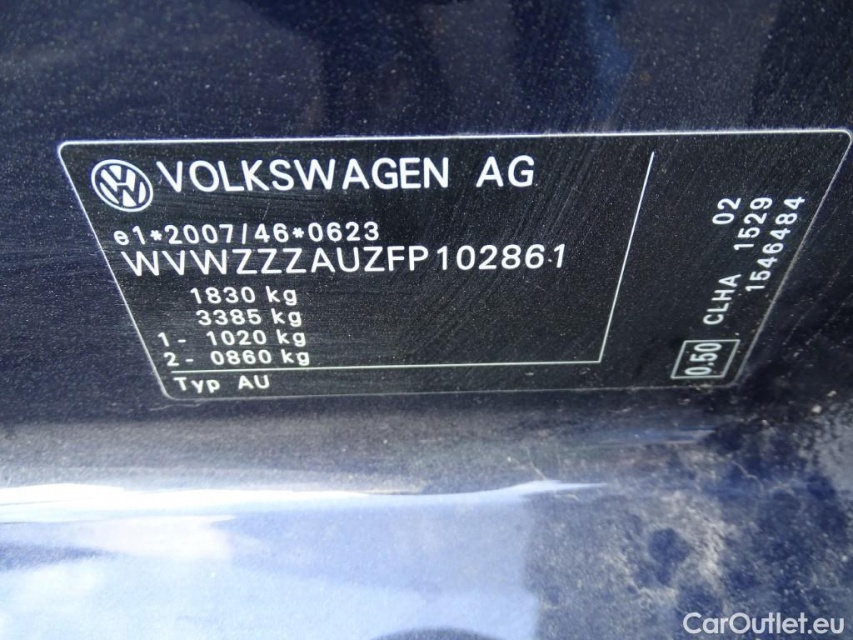 VOLKSWAGEN AG
e1*2007/46*0623
WVWZZZAUZFP102861
1830 kg
3385 kg
1- 1020 kg
2- 0860 kg
Typ AU
02
CLHA 1529
1546484
0.50
CarOutlet.eu